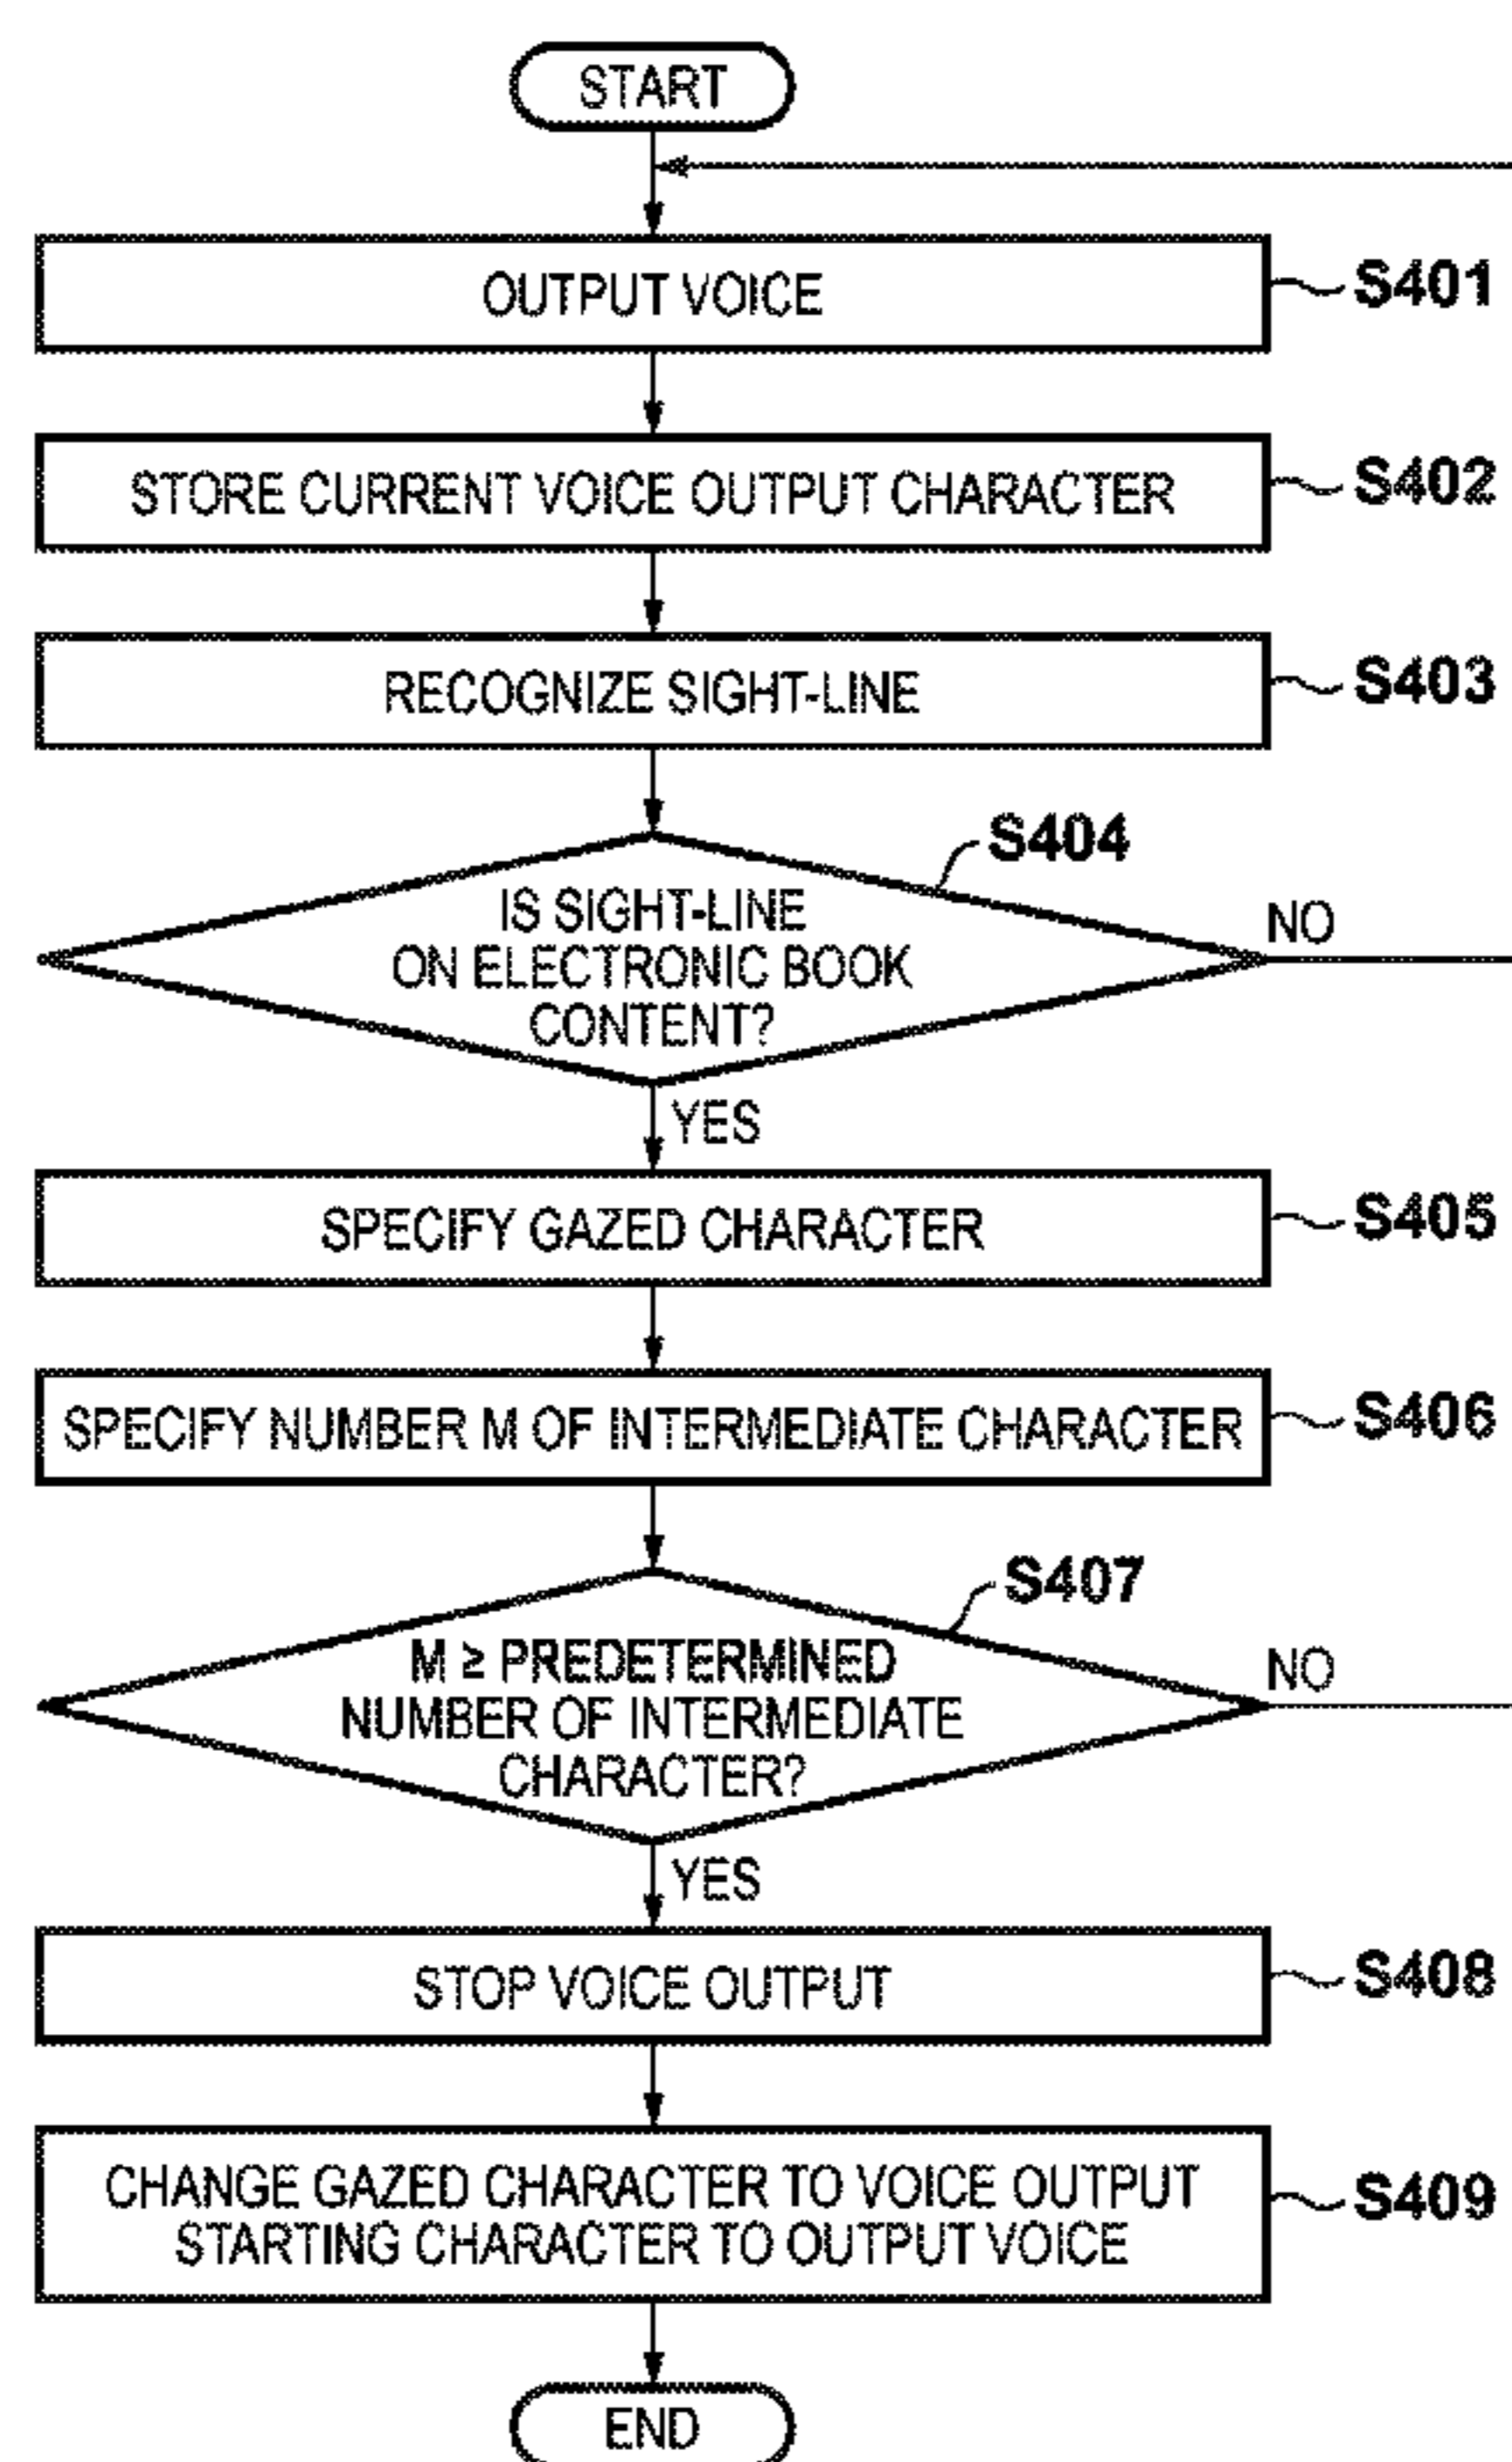 START
OUTPUT VOICE
S401
STORE CURRENT VOICE OUTPUT CHARACTER
S402
RECOGNIZE SIGHT-LINE
S403
S404
IS SIGHT-LINE
ON ELECTRONIC BOOK
CONTENT?
NO
YES
SPECIFY GAZED CHARACTER
S405
SPECIFY NUMBER M OF INTERMEDIATE CHARACTER
S406
S407
M ≥ PREDETERMINED
NUMBER OF INTERMEDIATE
CHARACTER?
NO
YES
STOP VOICE OUTPUT
S408
CHANGE GAZED CHARACTER TO VOICE OUTPUT
STARTING CHARACTER TO OUTPUT VOICE
S409
END